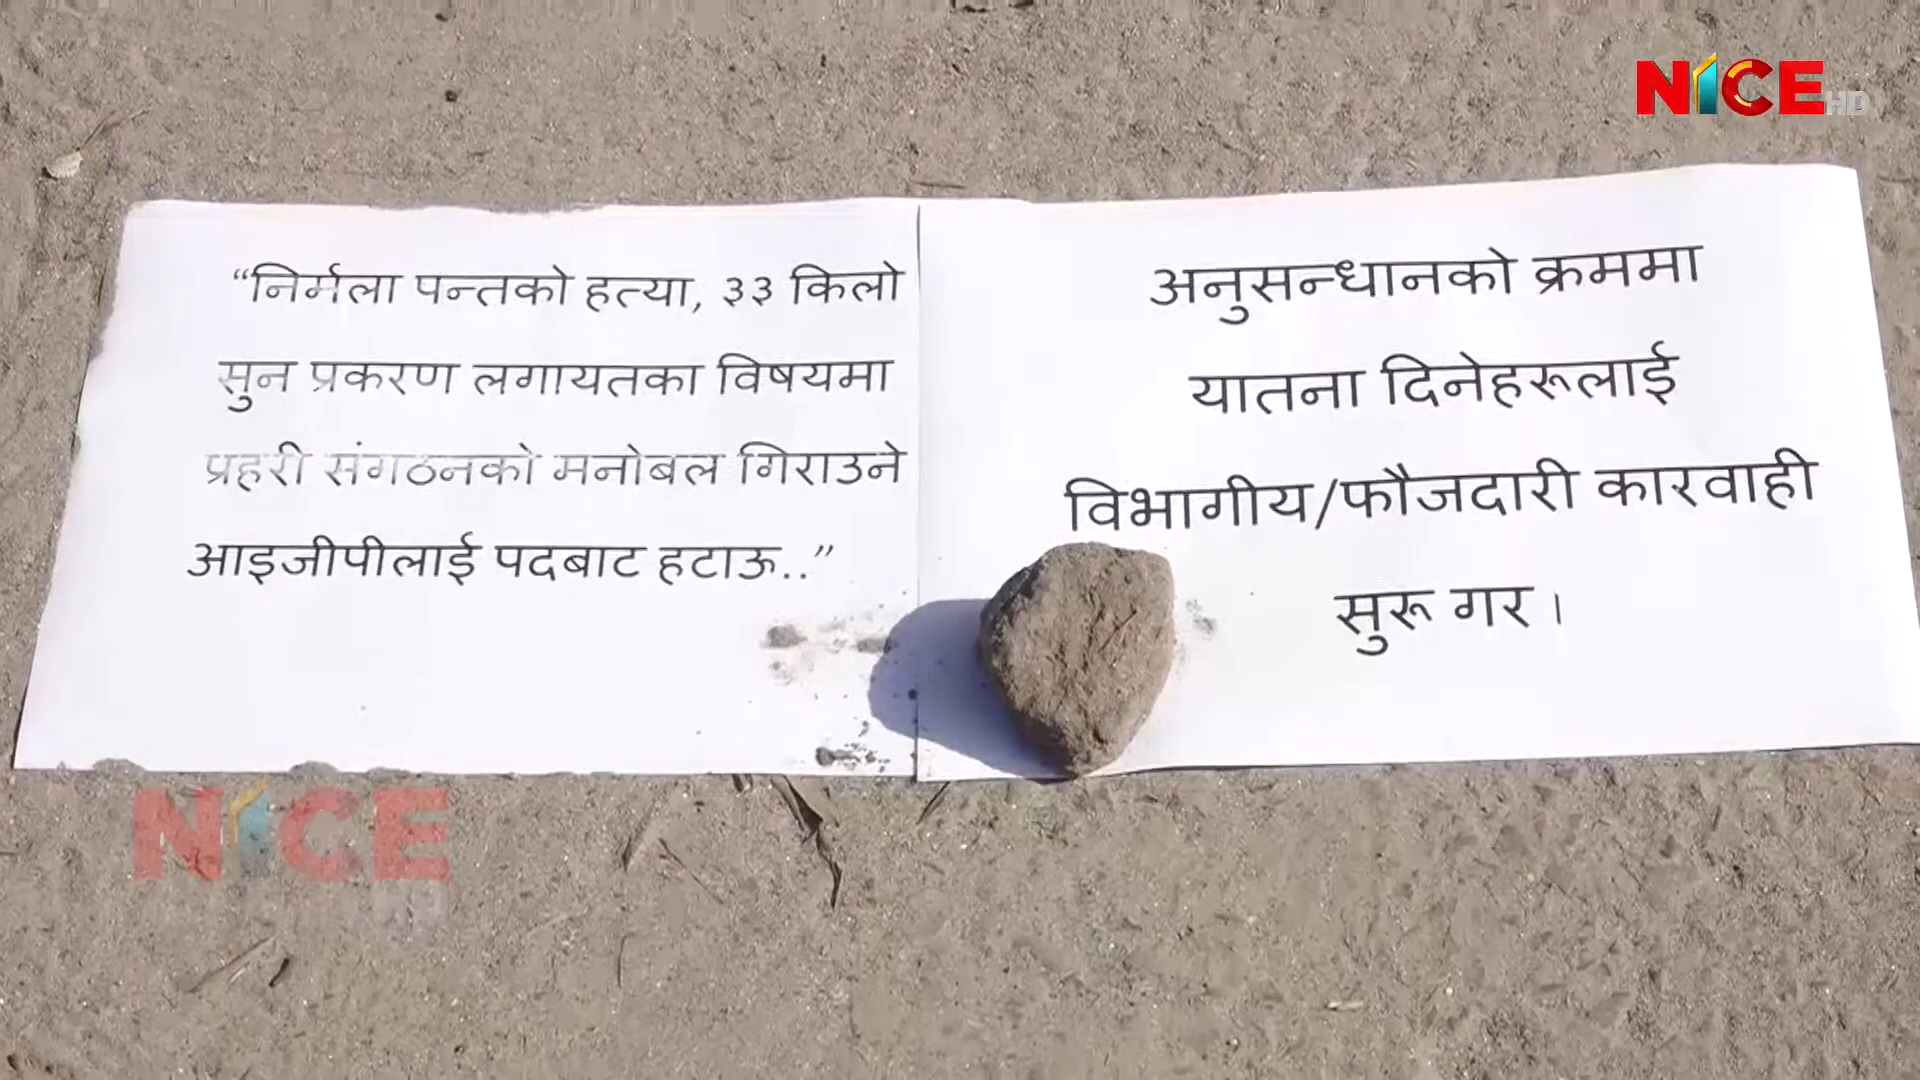 NICE HD
“निर्मला पन्तको हत्या, ३३ किलो
सुन प्रकरण लगायतका विषयमा
प्रहरी संगठनको मनोबल गिराउने
आइजीपीलाई पदबाट हटाऊ..”
अनुसन्धानको क्रममा
यातना दिनेहरूलाई
विभागीय/फौजदारी कारवाही
सुरू गर ।
NICE
HD